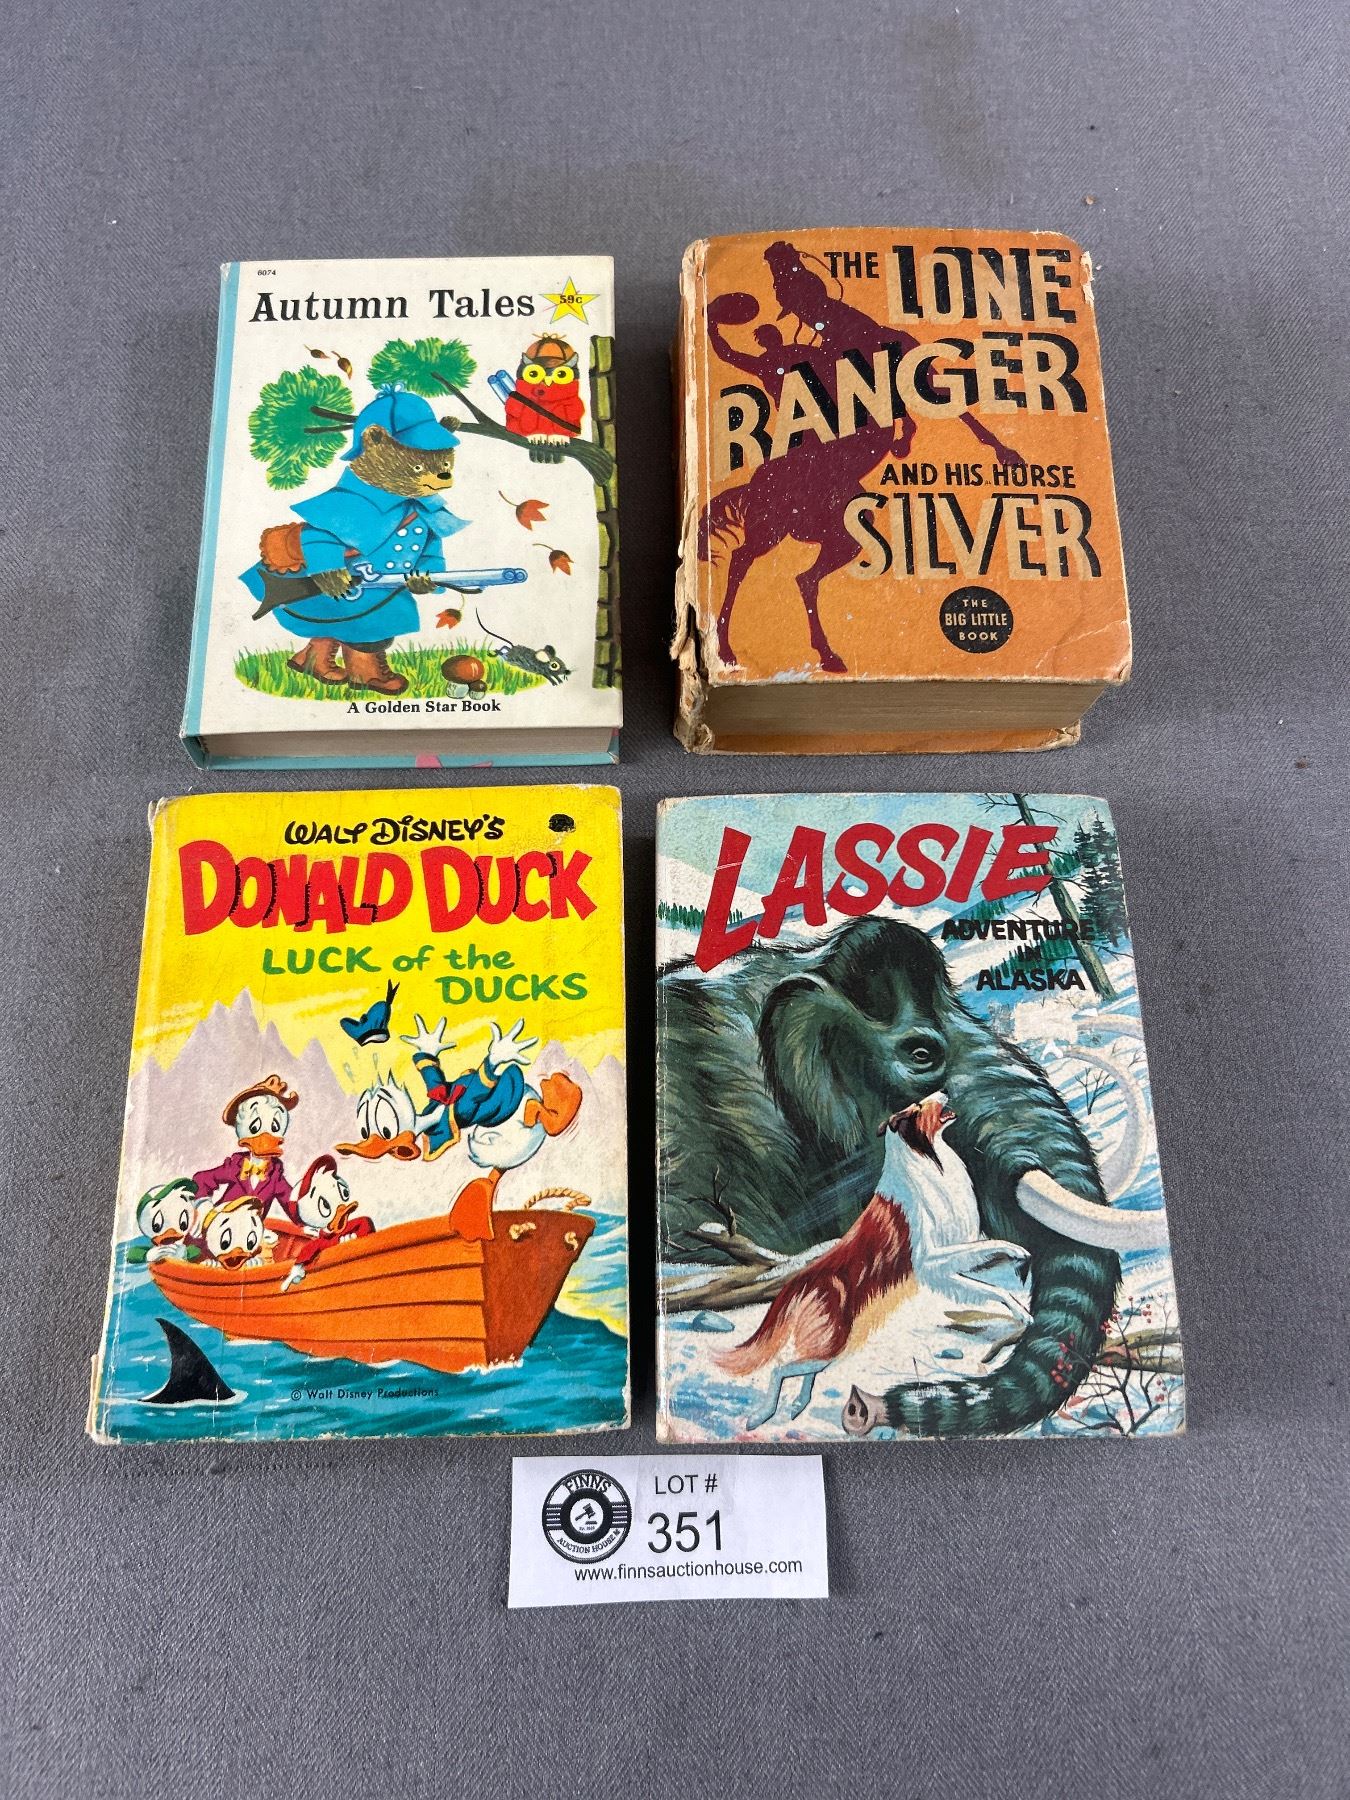 6074
Autumn Tales
59c
A Golden Star Book
THE LONE
RANGER
AND HIS HORSE
SILVER
THE
BIG LITTLE
BOOK
WALT DISNEY'S
DONALD DUCK
LUCK of the
DUCKS
© Walt Disney Productions
LASSIE
ADVENTURE
IN
ALASKA
FINNS
AUCTION HOUSE
LOT #
351
www.finnsauctionhouse.com